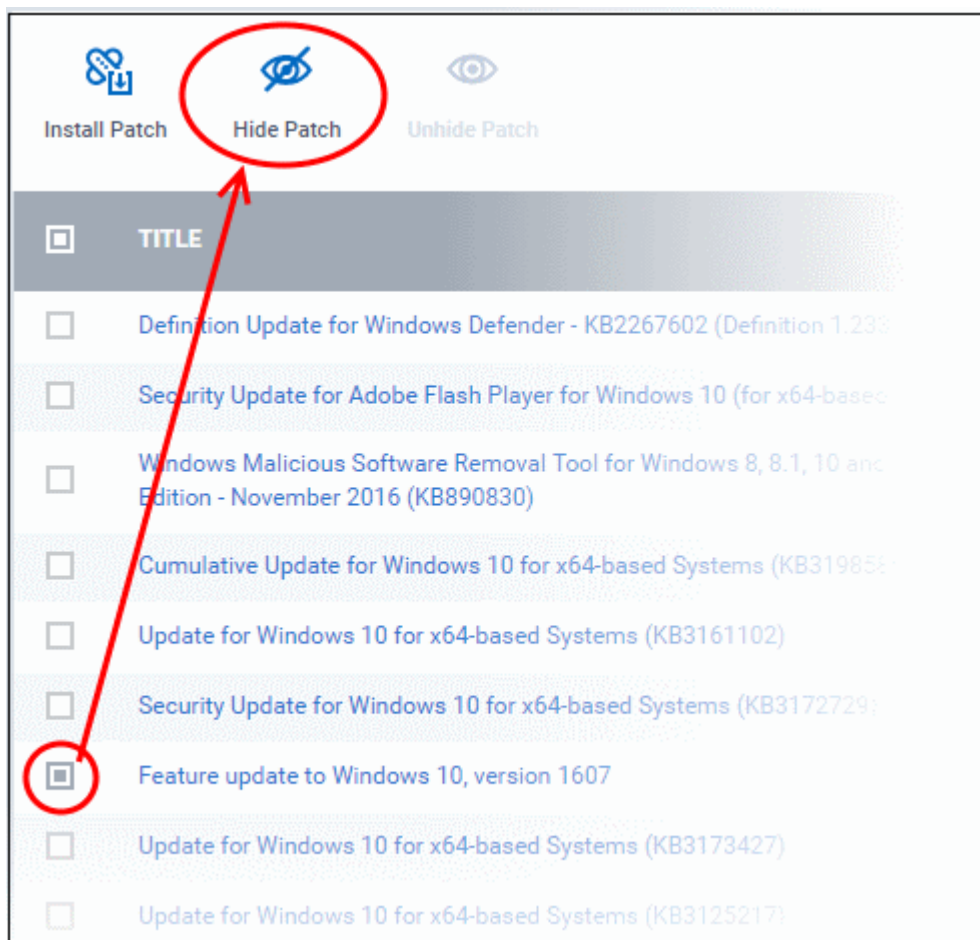 Install Patch
Hide Patch
Unhide Patch
TITLE
Definition Update for Windows Defender - KB2267602 (Definition 1.233
Security Update for Adobe Flash Player for Windows 10 (for x64-based
Windows Malicious Software Removal Tool for Windows 8, 8.1, 10 and
Edition - November 2016 (KB890830)
Cumulative Update for Windows 10 for x64-based Systems
Update for Windows 10 for x64-based Systems (KB3161102)
Security Update for Windows 10 for x64-based Systems (KB3172729)
Feature update to Windows 10, version 1607
Update for Windows 10 for x64-based Systems (KB3173427)
Update for Windows 10 for x64-based Systems (KB3125217)